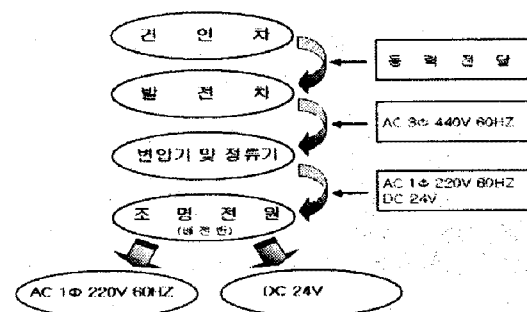 견 인 차
동 력 전 달
발 전 차
AC 3Φ 440V 60HZ
변압기 및 정류기
AC 1Φ 220V 60HZ
DC 24V
조 명 전 원
(배 전 반)
AC 1Φ 220V 60HZ
DC 24V